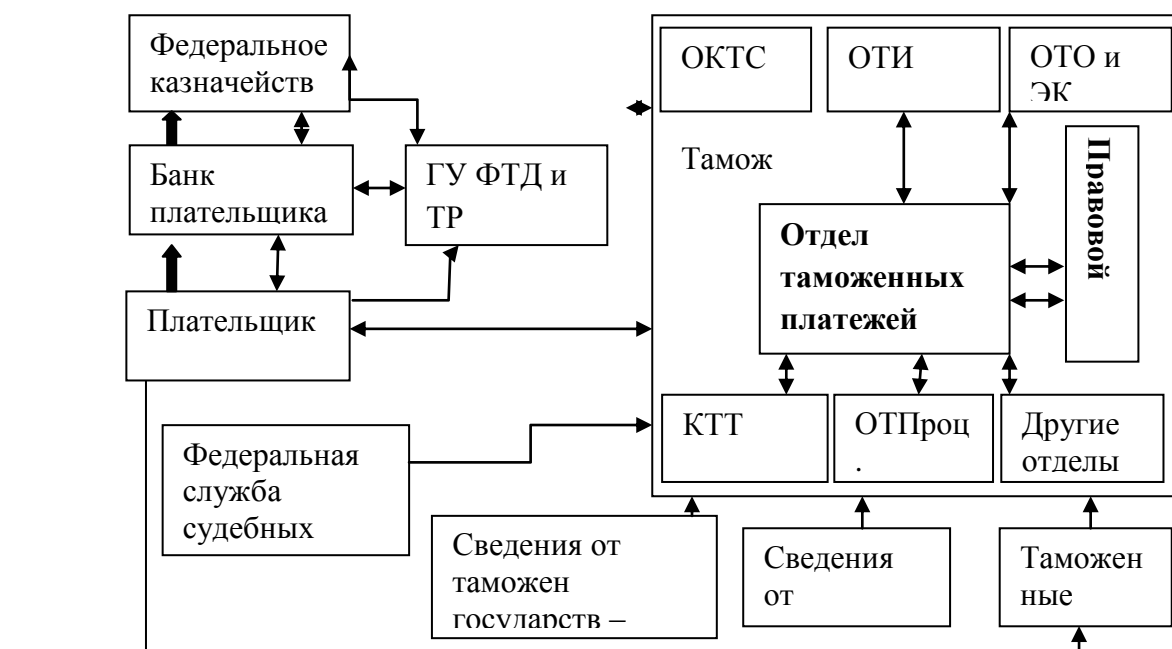 Федеральное
казначейств
ОКТС
ОТИ
ОТО и
ЭК
Тамож
Правовой
Банк
плательщика
ГУ ФТД и
ТР
Отдел
таможенных
платежей
Плательщик
КТТ
ОТПроц
.
Другие
отделы
Федеральная
служба
судебных
Сведения от
таможен
государств –
Сведения
от
Таможен
ные